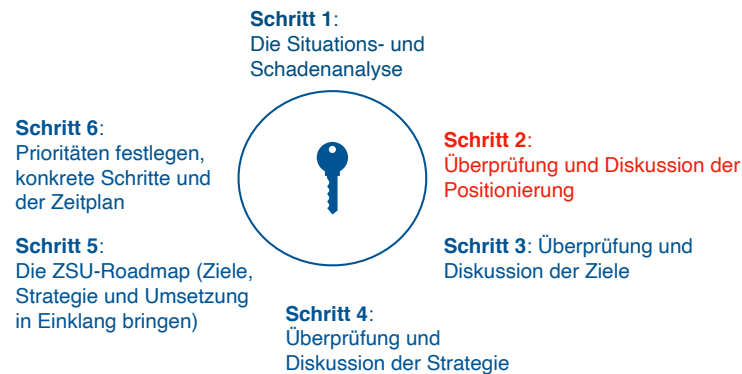 Schritt 1:
Die Situations- und
Schadenanalyse
Schritt 2:
Überprüfung und Diskussion der
Positionierung
Schritt 3: Überprüfung und
Diskussion der Ziele
Schritt 4:
Überprüfung und
Diskussion der Strategie
Schritt 5:
Die ZSU-Roadmap (Ziele,
Strategie und Umsetzung
in Einklang bringen)
Schritt 6:
Prioritäten festlegen,
konkrete Schritte und
der Zeitplan